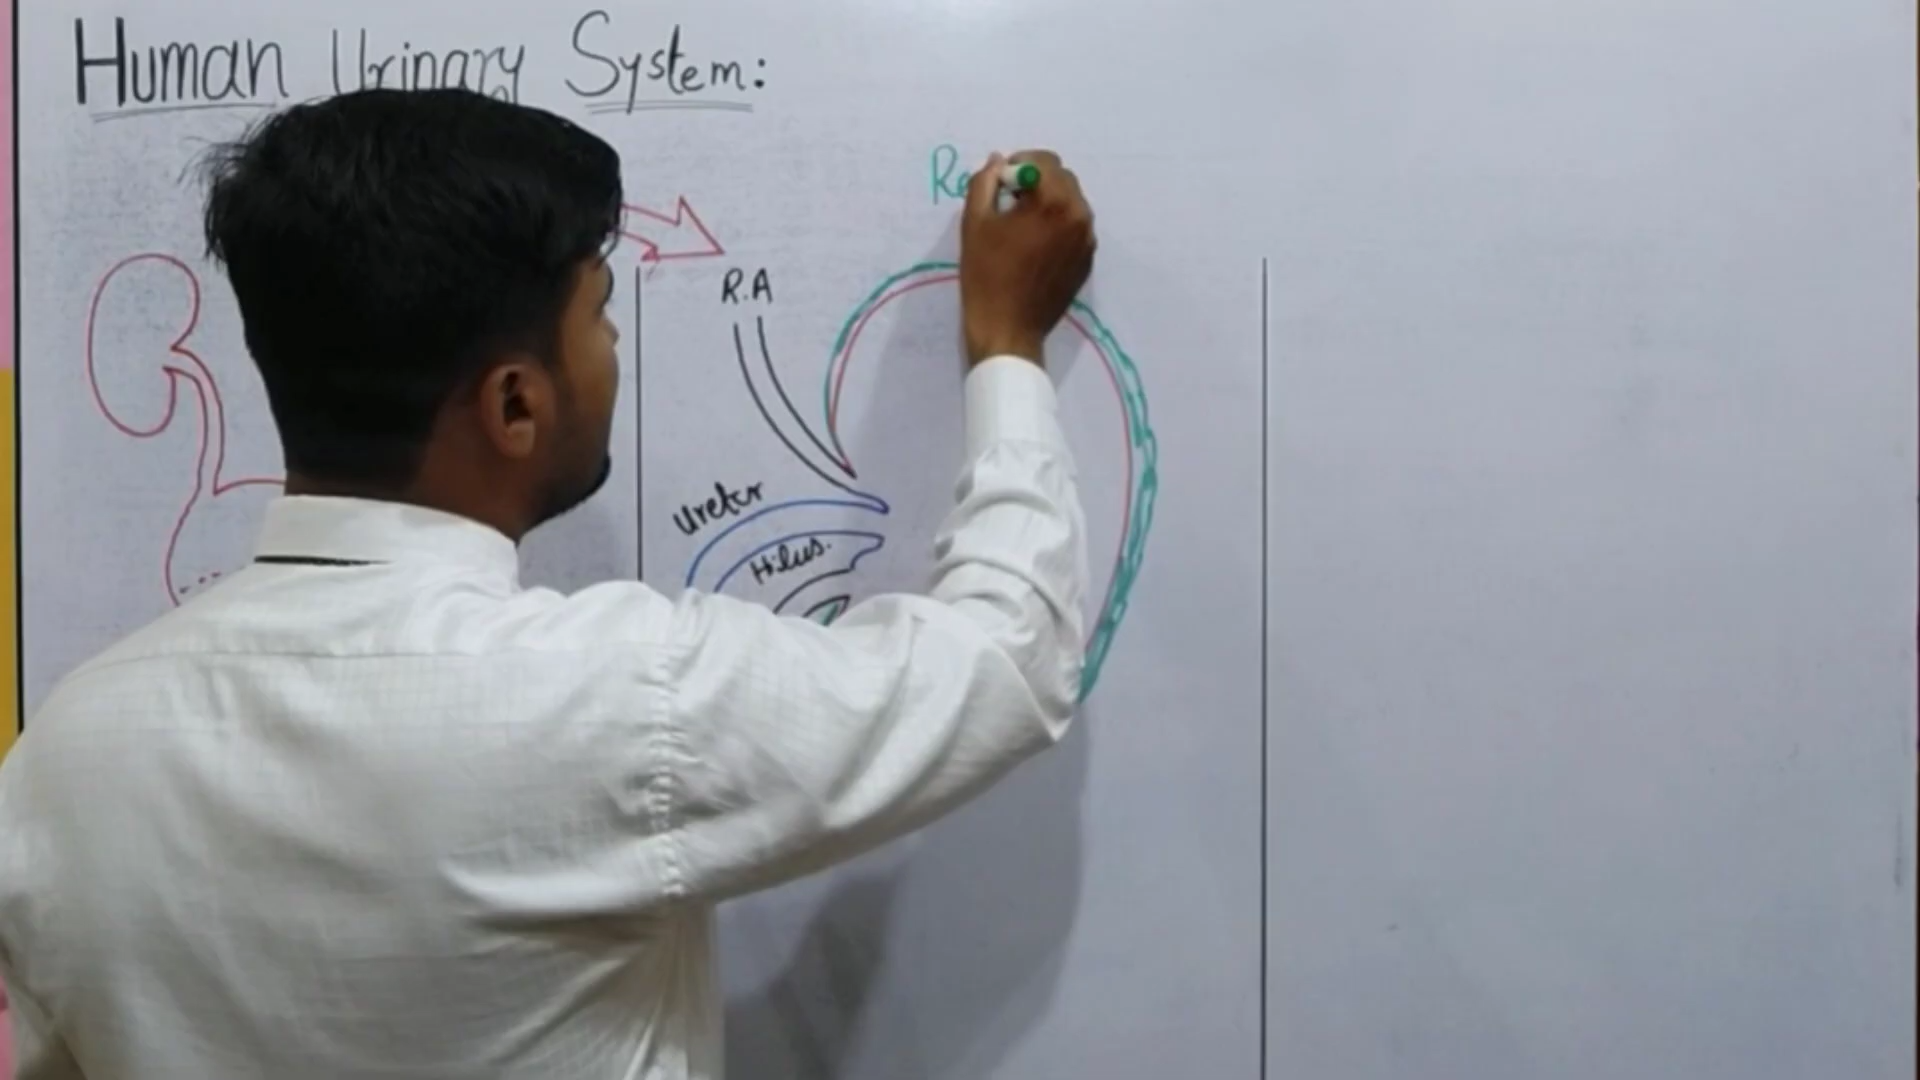 Human Urinary System:
Re
R.A
Ureter
Hilus.